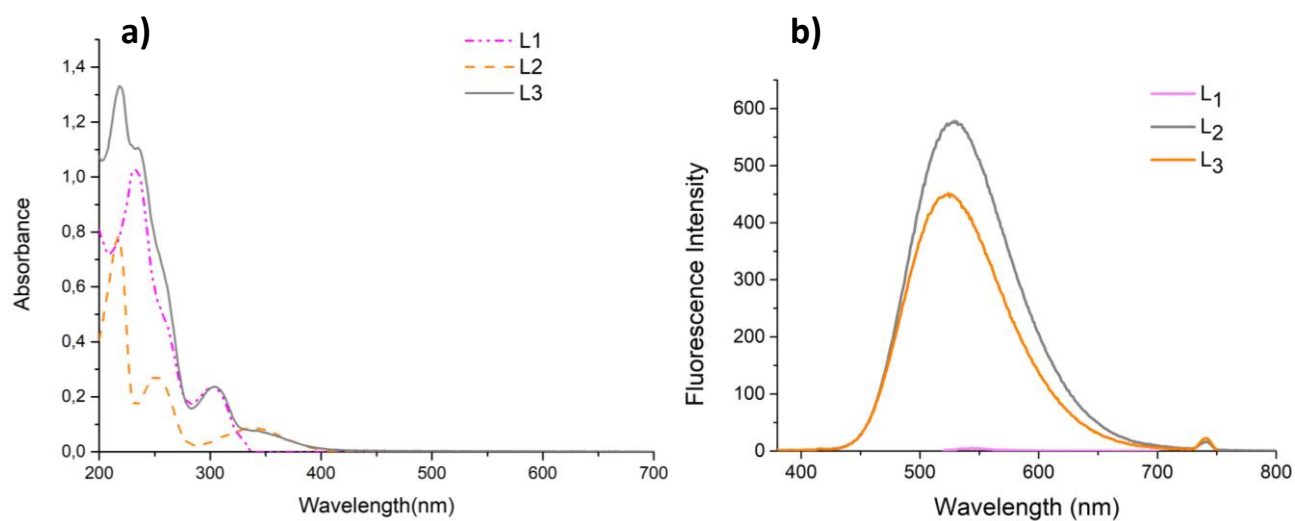 a)
L1
L2
L3
1,4
1,2
1,0
0,8
0,6
0,4
0,2
0,0
200 300 400 500 600 700
Absorbance
Wavelength(nm)
b)
L1
L2
L3
600
550
500
450
400
300
200
100
0
400 500 600 700 800
Fluorescence Intensity
Wavelength (nm)